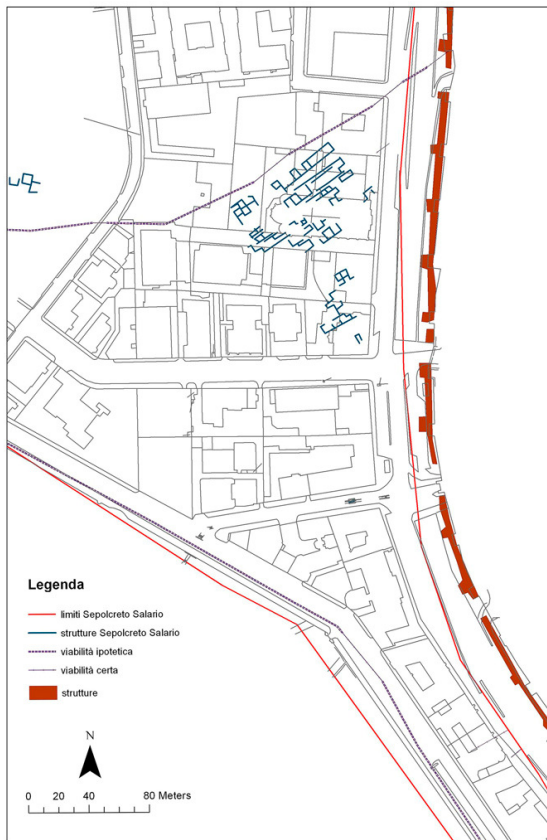 Legenda
limiti Sepolcreto Salario
strutture Sepolcreto Salario
viabilità ipotetica
viabilità certa
strutture
N
0 20 40 80 Meters